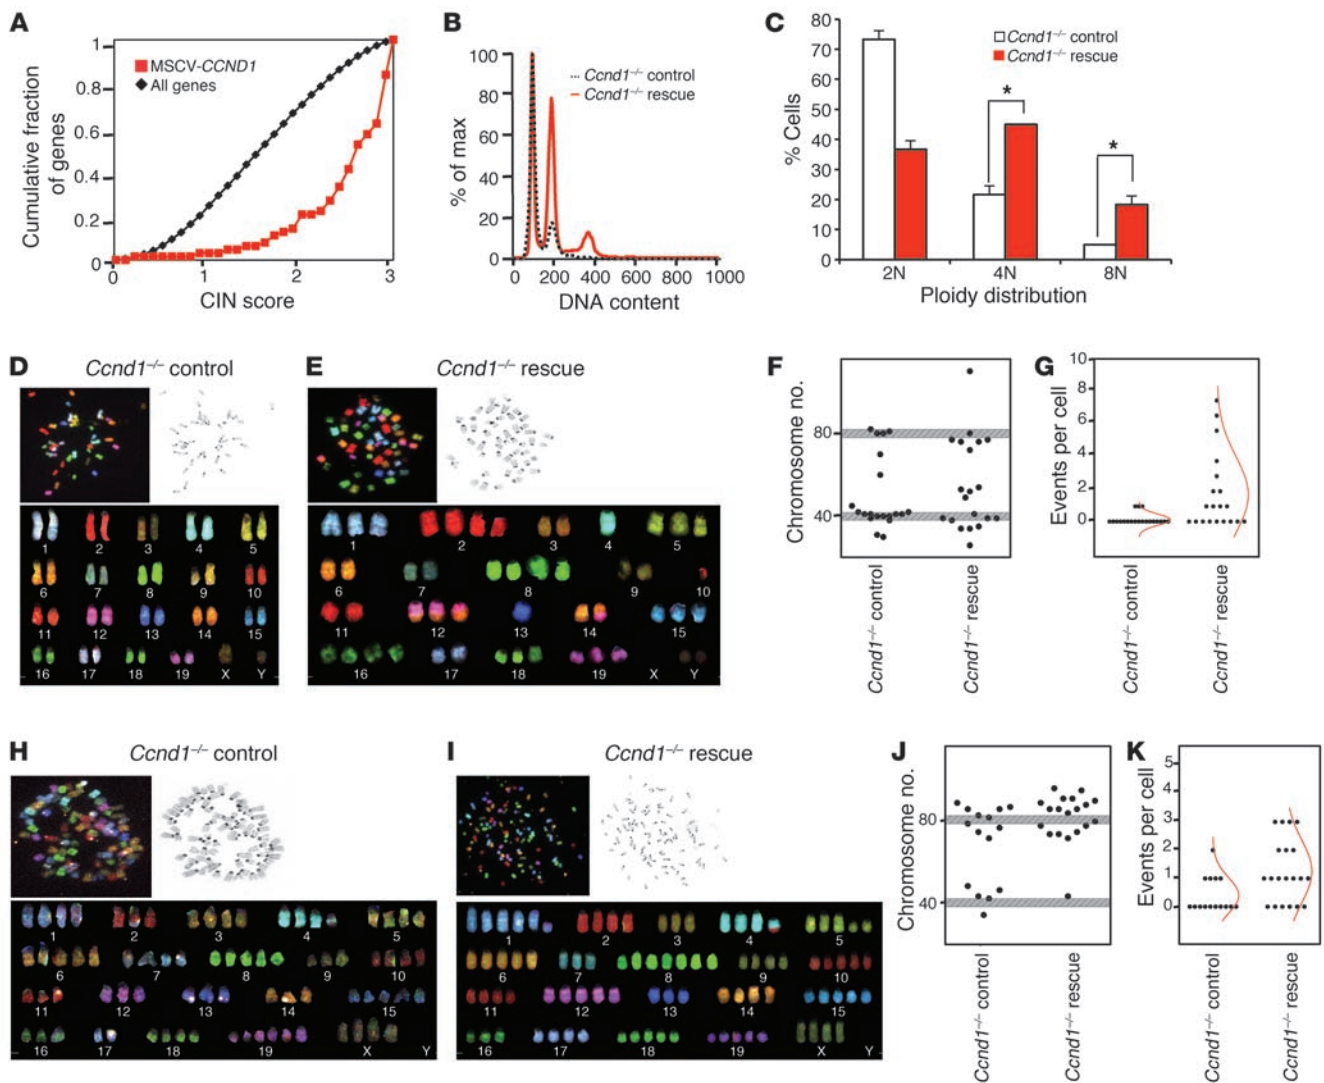 A
1
0.8
0.6
0.4
0.2
0
0
1
2
3
Cumulative fraction
of genes
CIN score
MSCV-CCND1
All genes
B
100
80
60
40
20
0
0
200
400
600
800
1000
% of max
DNA content
Ccnd1–/– control
Ccnd1–/– rescue
C
80
70
60
50
40
30
20
10
0
% Cells
Ccnd1–/– control
Ccnd1–/– rescue
*
*
2N
4N
8N
Ploidy distribution
D
Ccnd1–/– control
1 2 3 4 5
6 7 8 9 10
11 12 13 14 15
16 17 18 19 X Y
E
Ccnd1–/– rescue
1 2 3 4 5
6 7 8 9 10
11 12 13 14 15
16 17 18 19 X Y
F
Chromosome no.
80
40
Ccnd1–/– control
Ccnd1–/– rescue
G
Events per cell
10
8
6
4
2
0
Ccnd1–/– control
Ccnd1–/– rescue
H
Ccnd1–/– control
1 2 3 4 5
6 7 8 9 10
11 12 13 14 15
16 17 18 19 X Y
I
Ccnd1–/– rescue
1 2 3 4 5
6 7 8 9 10
11 12 13 14 15
16 17 18 19 X Y
J
Chromosome no.
80
40
Ccnd1–/– control
Ccnd1–/– rescue
K
Events per cell
5
4
3
2
1
0
Ccnd1–/– control
Ccnd1–/– rescue